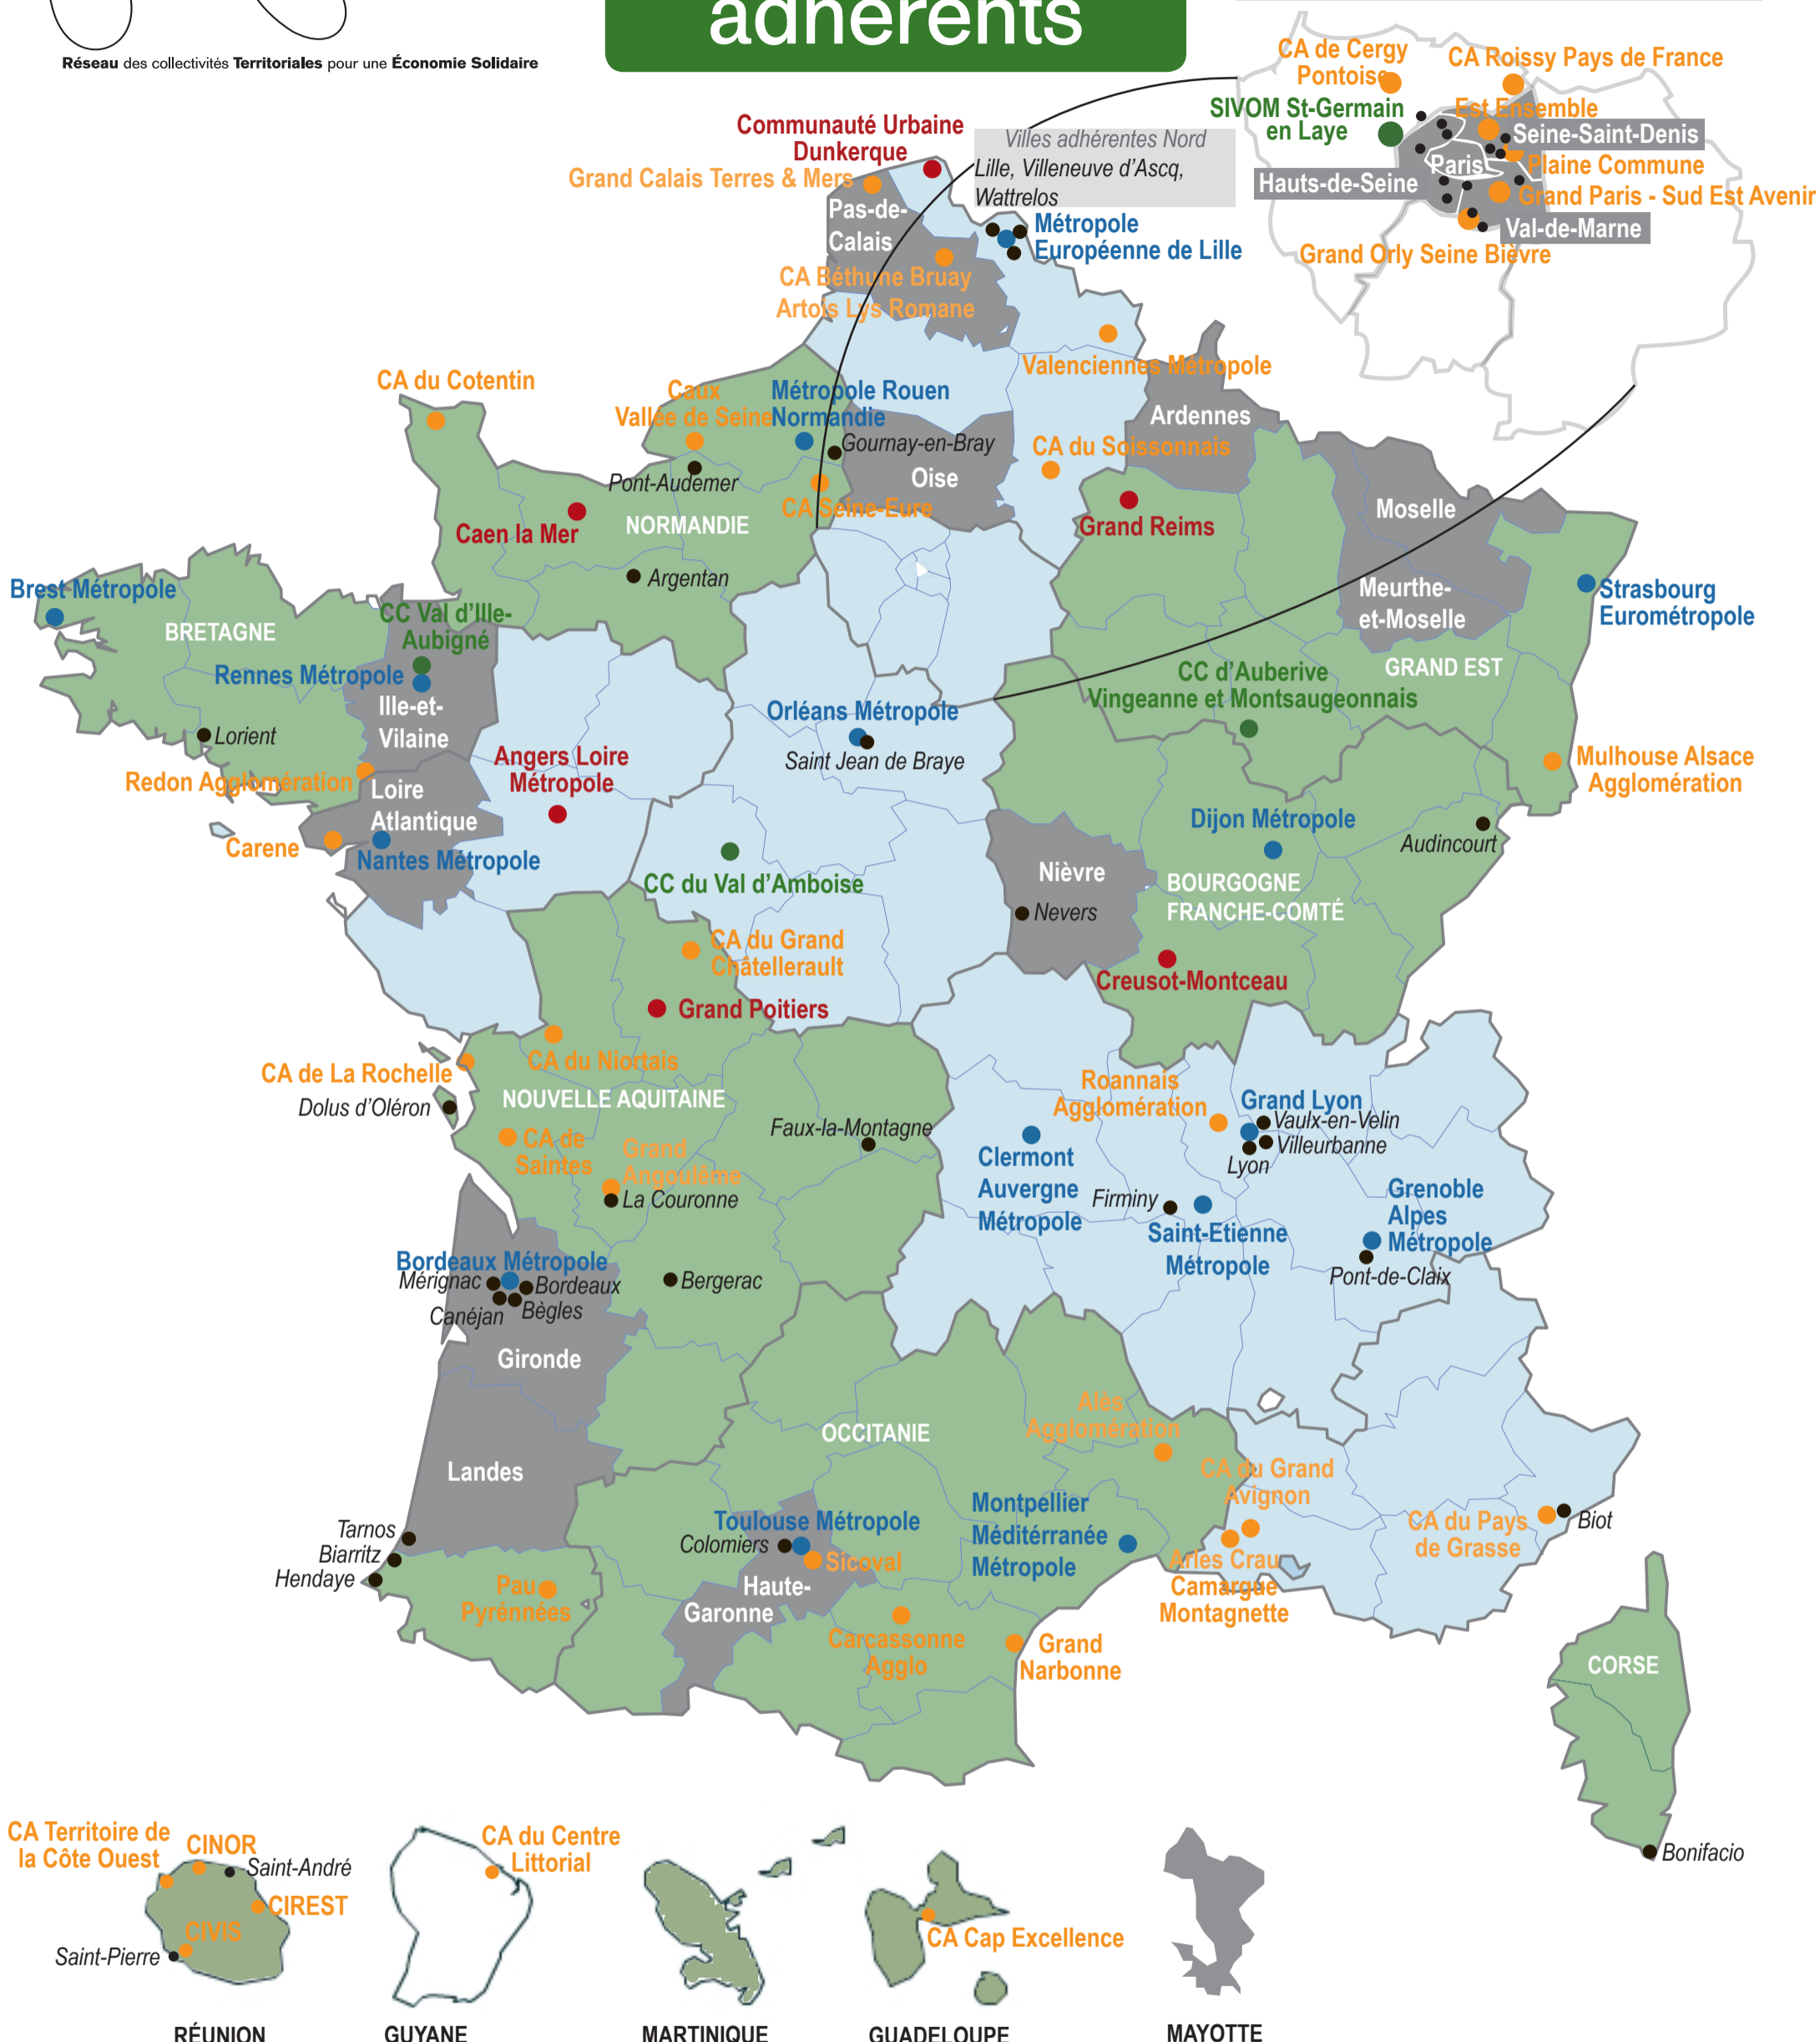 adhérents
Réseau des collectivités Territoriales pour une Économie Solidaire
CA de Cergy
Pontoise
CA Roissy Pays de France
SIVOM St-Germain
en Laye
Est Ensemble
Seine-Saint-Denis
Paris
Plaine Commune
Hauts-de-Seine
Grand Paris - Sud Est Avenir
Val-de-Marne
Grand Orly Seine Bièvre
Communauté Urbaine
Dunkerque
Villes adhérentes Nord
Lille, Villeneuve d'Ascq,
Wattrelos
Grand Calais Terres & Mers
Pas-de-
Calais
Métropole
Européenne de Lille
CA Béthune Bruay
Artois Lys Romane
Valenciennes Métropole
CA du Cotentin
Caux
Vallée de Seine
Métropole Rouen
Normandie
Gournay-en-Bray
Ardennes
CA du Soissonnais
Oise
Pont-Audemer
CA Seine-Eure
Moselle
Caen la Mer
NORMANDIE
Grand Reims
Argentan
Brest Métropole
Meurthe-
et-Moselle
Strasbourg
Eurométropole
CC Val d'Ille-
Aubigné
BRETAGNE
Rennes Métropole
GRAND EST
CC d'Auberive
Vingeanne et Montsaugeonnais
Ille-et-
Vilaine
Lorient
Orléans Métropole
Saint Jean de Braye
Angers Loire
Métropole
Mulhouse Alsace
Agglomération
Redon Agglomération
Loire
Atlantique
Carene
Nantes Métropole
Dijon Métropole
Audincourt
CC du Val d'Amboise
Nièvre
BOURGOGNE
FRANCHE-COMTÉ
Nevers
CA du Grand
Châtellerault
Creusot-Montceau
Grand Poitiers
CA du Niortais
CA de La Rochelle
Dolus d'Oléron
NOUVELLE AQUITAINE
Roannais
Agglomération
Grand Lyon
Vaulx-en-Velin
Villeurbanne
Lyon
Faux-la-Montagne
CA de
Saintes
Grand
Angoulême
La Couronne
Clermont
Auvergne
Métropole
Firminy
Saint-Etienne
Métropole
Grenoble
Alpes
Métropole
Pont-de-Claix
Bordeaux Métropole
Mérignac
Bordeaux
Canéjan
Bègles
Bergerac
Gironde
OCCITANIE
Alès
Agglomération
Landes
CA du Grand
Avignon
Montpellier
Méditérranée
Métropole
Toulouse Métropole
Colomiers
Sicoval
Tarnos
Biarritz
Hendaye
CA du Pays
de Grasse
Biot
Arles Crau
Camargue
Montagnette
Pau
Pyrénnées
Haute-
Garonne
Carcassonne
Agglo
Grand
Narbonne
CORSE
Bonifacio
CA Territoire de
la Côte Ouest
CINOR
Saint-André
CIREST
CIVIS
Saint-Pierre
CA du Centre
Littorial
CA Cap Excellence
RÉUNION
GUYANE
MARTINIQUE
GUADELOUPE
MAYOTTE